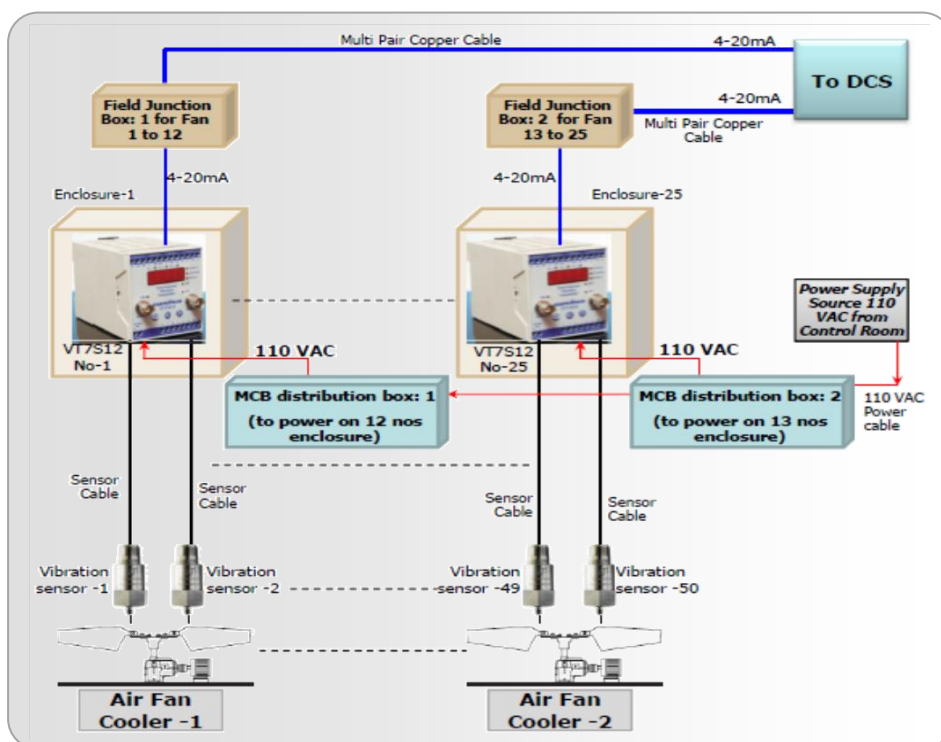 Multi Pair Copper Cable
4-20mA
To DCS
Field Junction
Box: 1 for Fan
1 to 12
Field Junction
Box: 2 for Fan
13 to 25
4-20mA
Multi Pair Copper
Cable
4-20mA
4-20mA
Enclosure-1
Enclosure-25
Power Supply
Source 110
VAC from
Control Room
VT7S12
No-1
110 VAC
VT7S12
No-25
110 VAC
MCB distribution box: 1
(to power on 12 nos
enclosure)
MCB distribution box: 2
(to power on 13 nos
enclosure)
110 VAC
Power
cable
Sensor
Cable
Sensor
Cable
Sensor
Cable
Sensor
Cable
Vibration
sensor -1
Vibration
sensor -2
Vibration
sensor -49
Vibration
sensor -50
Air Fan
Cooler -1
Air Fan
Cooler -2